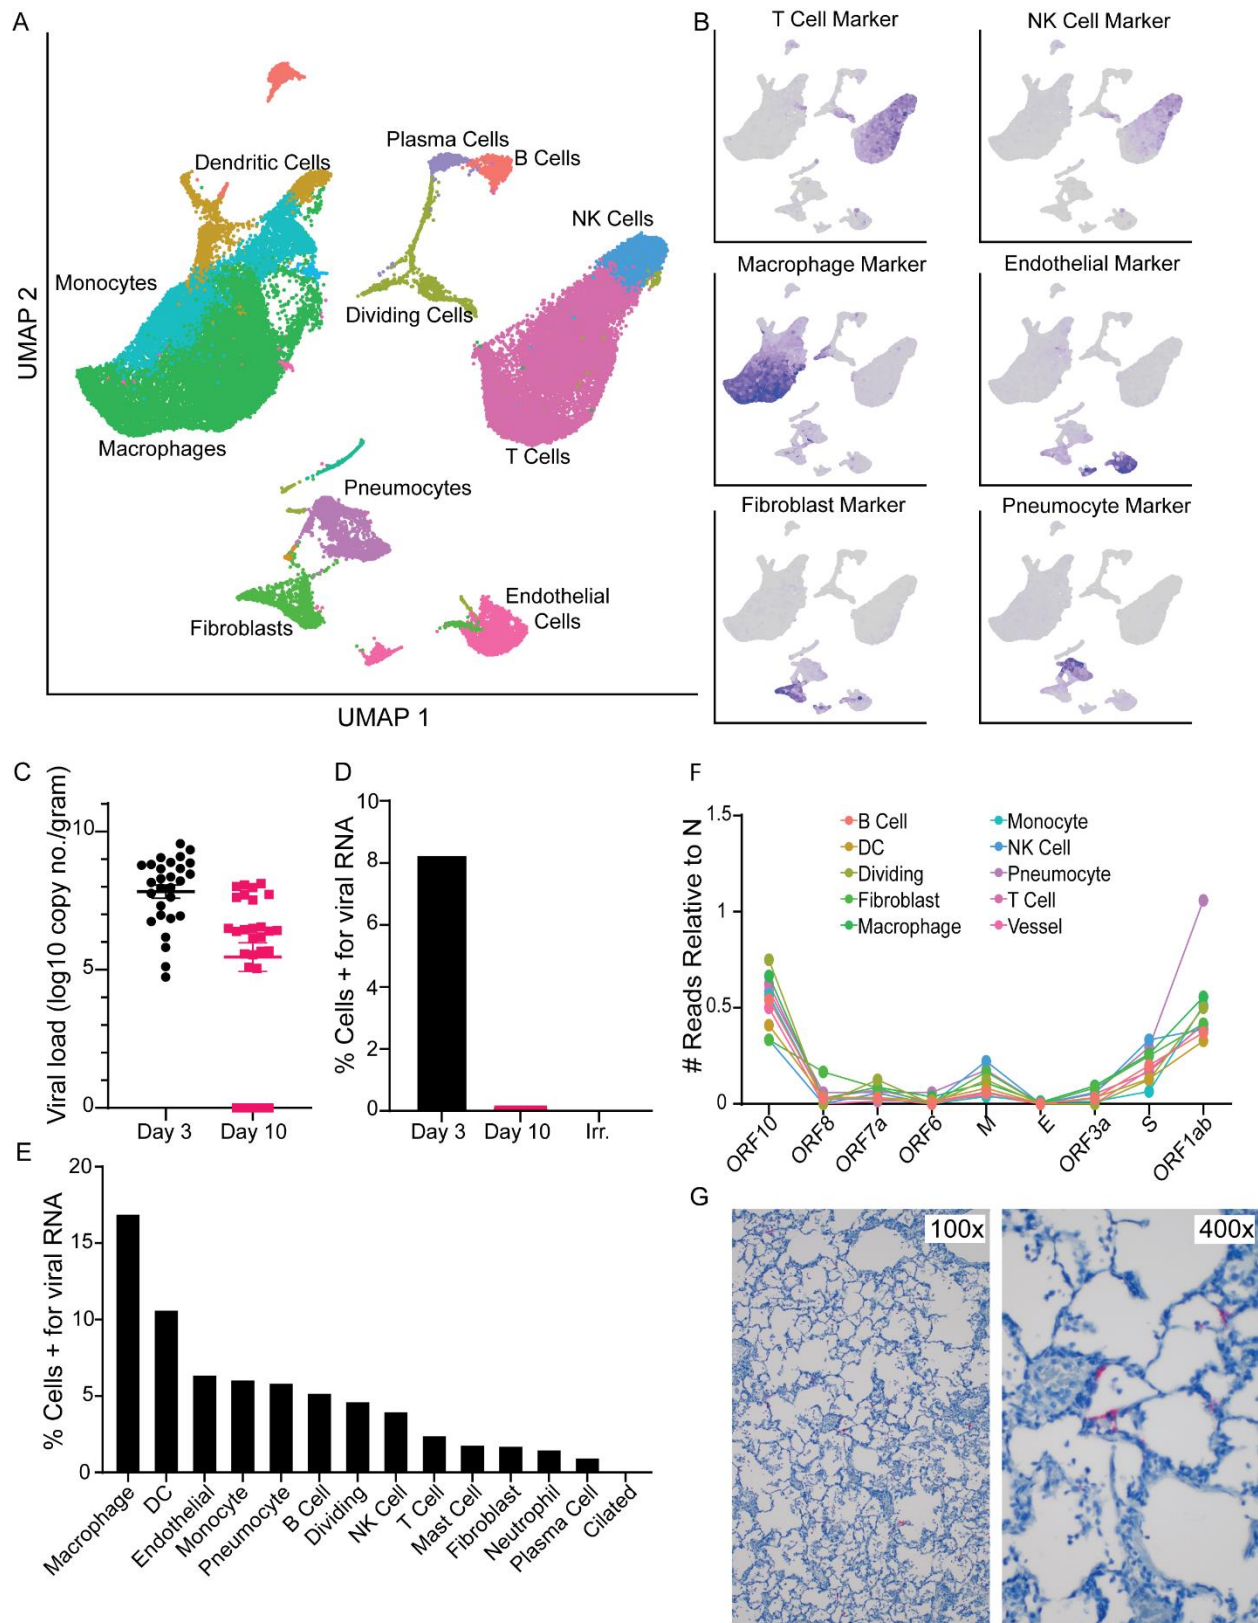 A
Plasma Cells
B Cells
Dendritic Cells
NK Cells
Monocytes
Dividing Cells
Macrophages
T Cells
Pneumocytes
Endothelial
Cells
Fibroblasts
UMAP 2
UMAP 1
B
T Cell Marker
NK Cell Marker
Macrophage Marker
Endothelial Marker
Fibroblast Marker
Pneumocyte Marker
C
Viral load (log10 copy no./gram)
10
5
0
Day 3
Day 10
D
% Cells + for viral RNA
10
8
6
4
2
0
Day 3
Day 10
Irr.
E
% Cells + for viral RNA
20
15
10
5
0
Macrophage
DC
Endothelial
Monocyte
Pneumocyte
B Cell
Dividing
NK Cell
T Cell
Mast Cell
Fibroblast
Neutrophil
Plasma Cell
Ciliated
F
# Reads Relative to N
1.5
1
0.5
0
B Cell
DC
Dividing
Fibroblast
Macrophage
Monocyte
NK Cell
Pneumocyte
T Cell
Vessel
ORF10
ORF8
ORF7a
ORF6
M
E
ORF3a
S
ORF1ab
G
100x
400x